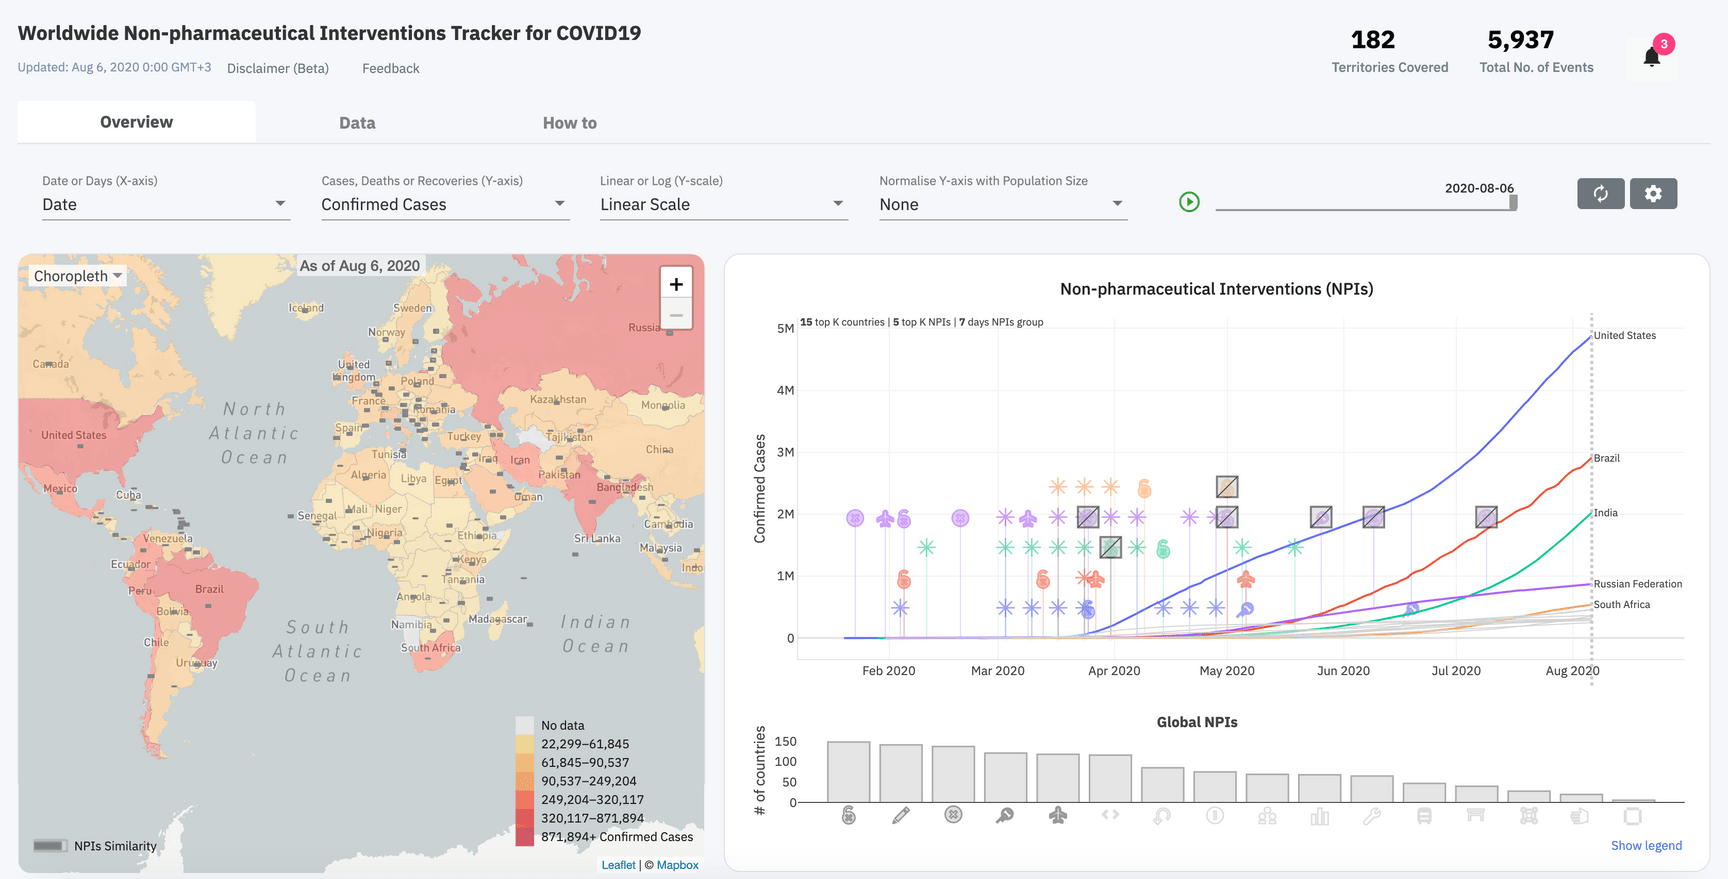 Worldwide Non-pharmaceutical Interventions Tracker for COVID19
Updated: Aug 6, 2020 0:00 GMT+3
Disclaimer (Beta)
Feedback
182
Territories Covered
5,937
Total No. of Events
3
Overview
Data
How to
Date or Days (X-axis)
Date
Cases, Deaths or Recoveries (Y-axis)
Confirmed Cases
Linear or Log (Y-scale)
Linear Scale
Normalise Y-axis with Population Size
None
2020-08-06
Choropleth
As of Aug 6, 2020
+
−
Iceland
Sweden
Russia
Norway
Canada
United
Kingdom
Poland
France
Romania
Kazakhstan
Mongolia
North
Atlantic
Ocean
United States
Spain
Turkey
Tajikistan
China
Tunisia
Iraq
Iran
Algeria
Libya
Egypt
Pakistan
Bangladesh
Mexico
Cuba
Oman
Senegal
Mali
Niger
Cambodia
Venezuela
Nigeria
Ethiopia
Sri Lanka
Malaysia
Ecuador
Kenya
Indo
Peru
Brazil
Tanzania
Bolivia
Angola
Namibia
Madagascar
South
Atlantic
Ocean
Indian
Ocean
Chile
South Africa
Uruguay
No data
22,299–61,845
61,845–90,537
90,537–249,204
249,204–320,117
320,117–871,894
871,894+ Confirmed Cases
NPIs Similarity
Leaflet | © Mapbox
Non-pharmaceutical Interventions (NPIs)
15 top K countries | 5 top K NPIs | 7 days NPIs group
Confirmed Cases
5M
4M
3M
2M
1M
0
United States
Brazil
India
Russian Federation
South Africa
Feb 2020
Mar 2020
Apr 2020
May 2020
Jun 2020
Jul 2020
Aug 2020
Global NPIs
# of countries
150
100
50
0
Show legend